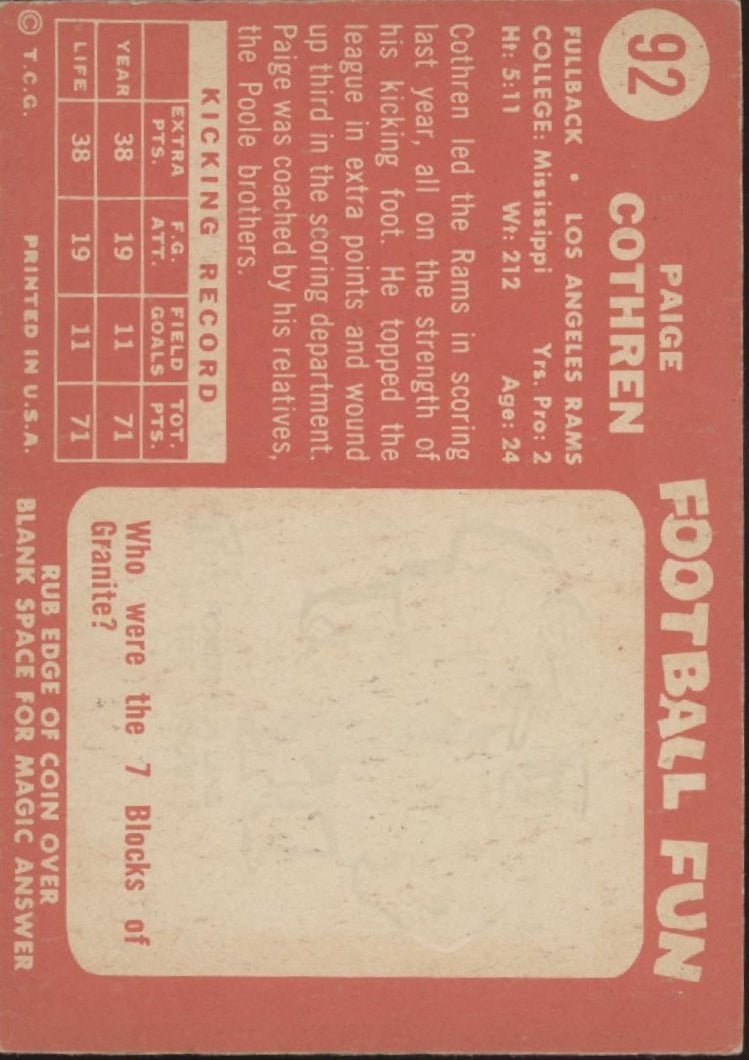 92
PAIGE
COTHREN
FULLBACK • LOS ANGELES RAMS
COLLEGE: Mississippi Yrs. Pro: 2
Ht: 5:11 Wt: 212 Age: 24
Cothren led the Rams in scoring
last year, all on the strength of
his kicking foot. He topped the
league in extra points and wound
up third in the scoring department.
Paige was coached by his relatives,
the Poole brothers.
KICKING RECORD
EXTRA PTS. F.G. ATT. FIELD GOALS TOT. PTS.
YEAR 38 19 11 71
LIFE 38 19 11 71
© T.C.G. PRINTED IN U.S.A.
FOOTBALL FUN
Who were the 7 Blocks of
Granite?
RUB EDGE OF COIN OVER
BLANK SPACE FOR MAGIC ANSWER